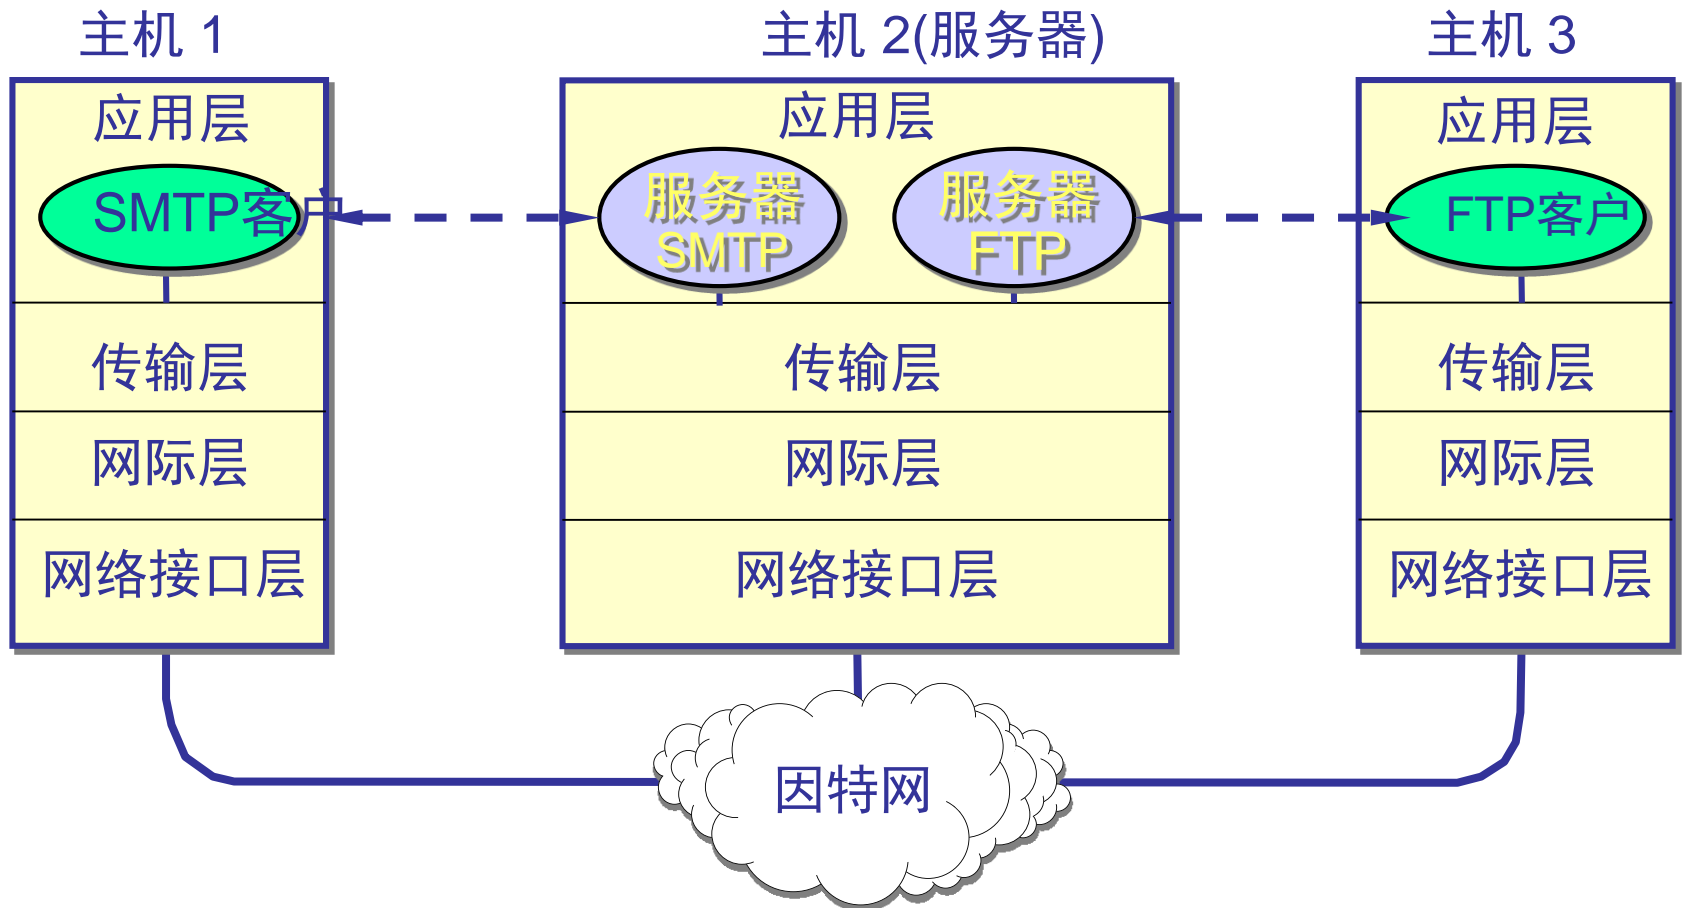 主机 1
应用层
SMTP客户
传输层
网际层
网络接口层
主机 2(服务器)
应用层
服务器
SMTP
服务器
FTP
传输层
网际层
网络接口层
主机 3
应用层
FTP客户
传输层
网际层
网络接口层
因特网